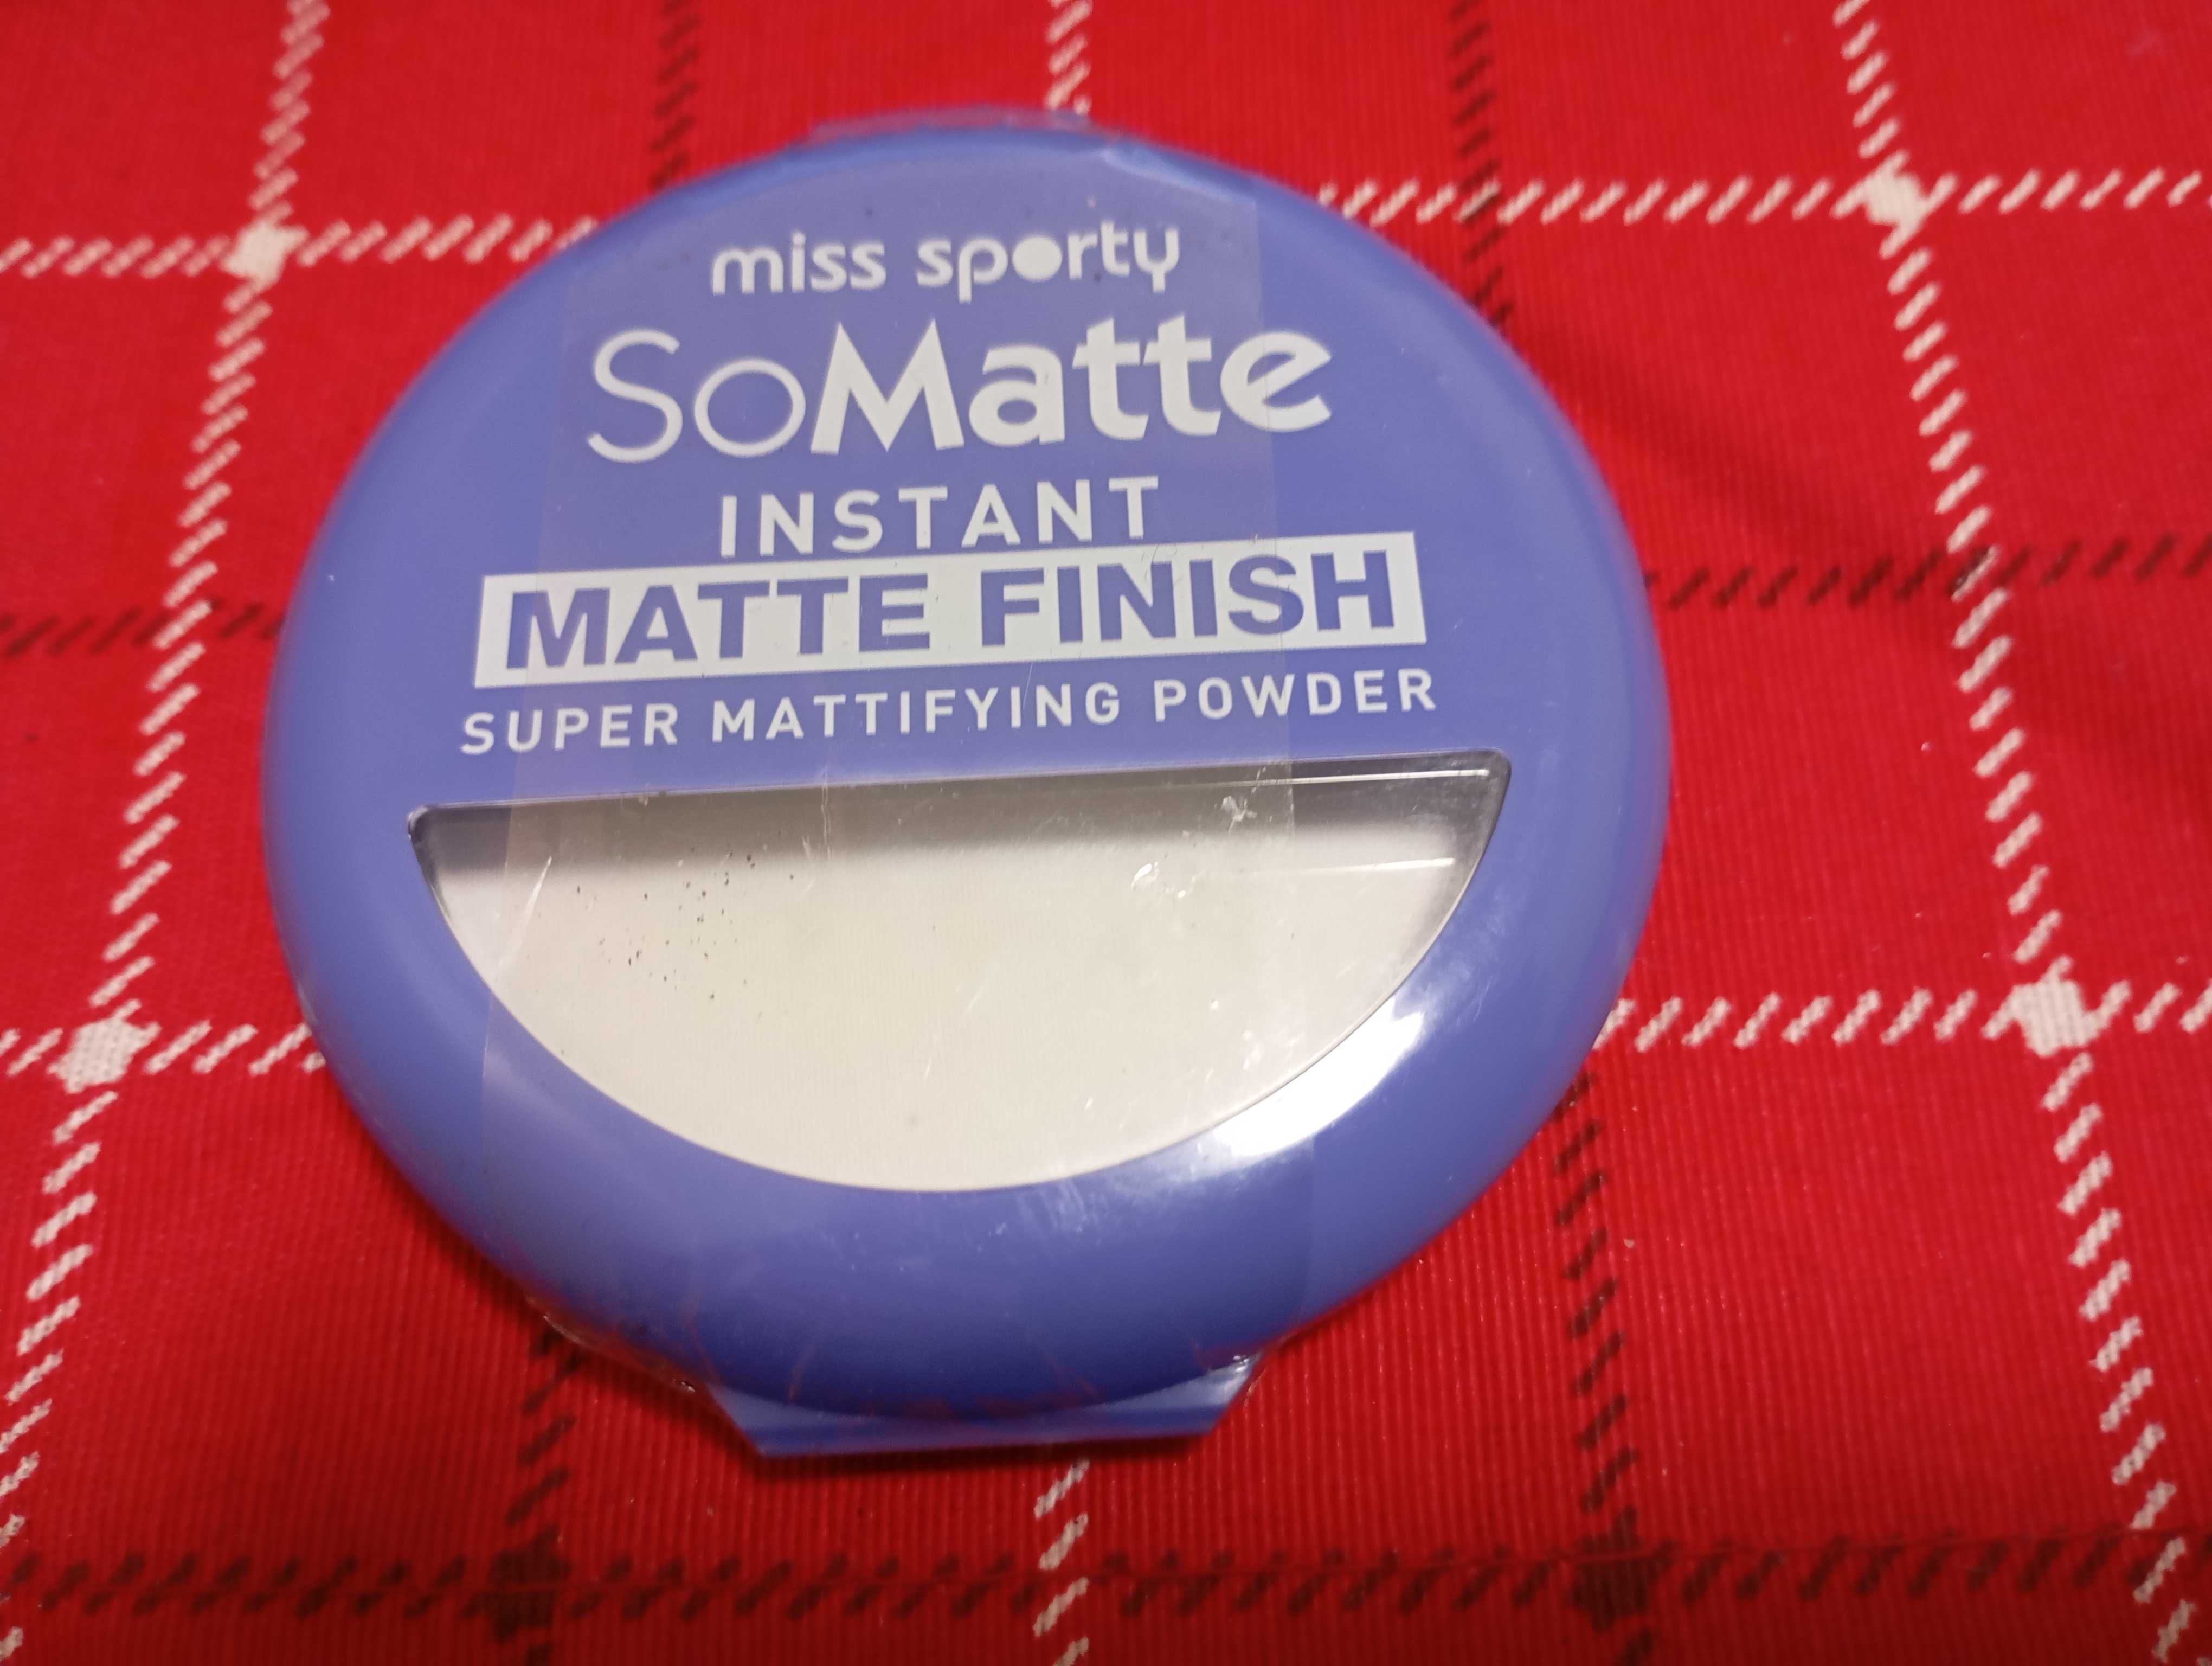 miss sporty
SoMatte
INSTANT
MATTE FINISH
SUPER MATTIFYING POWDER